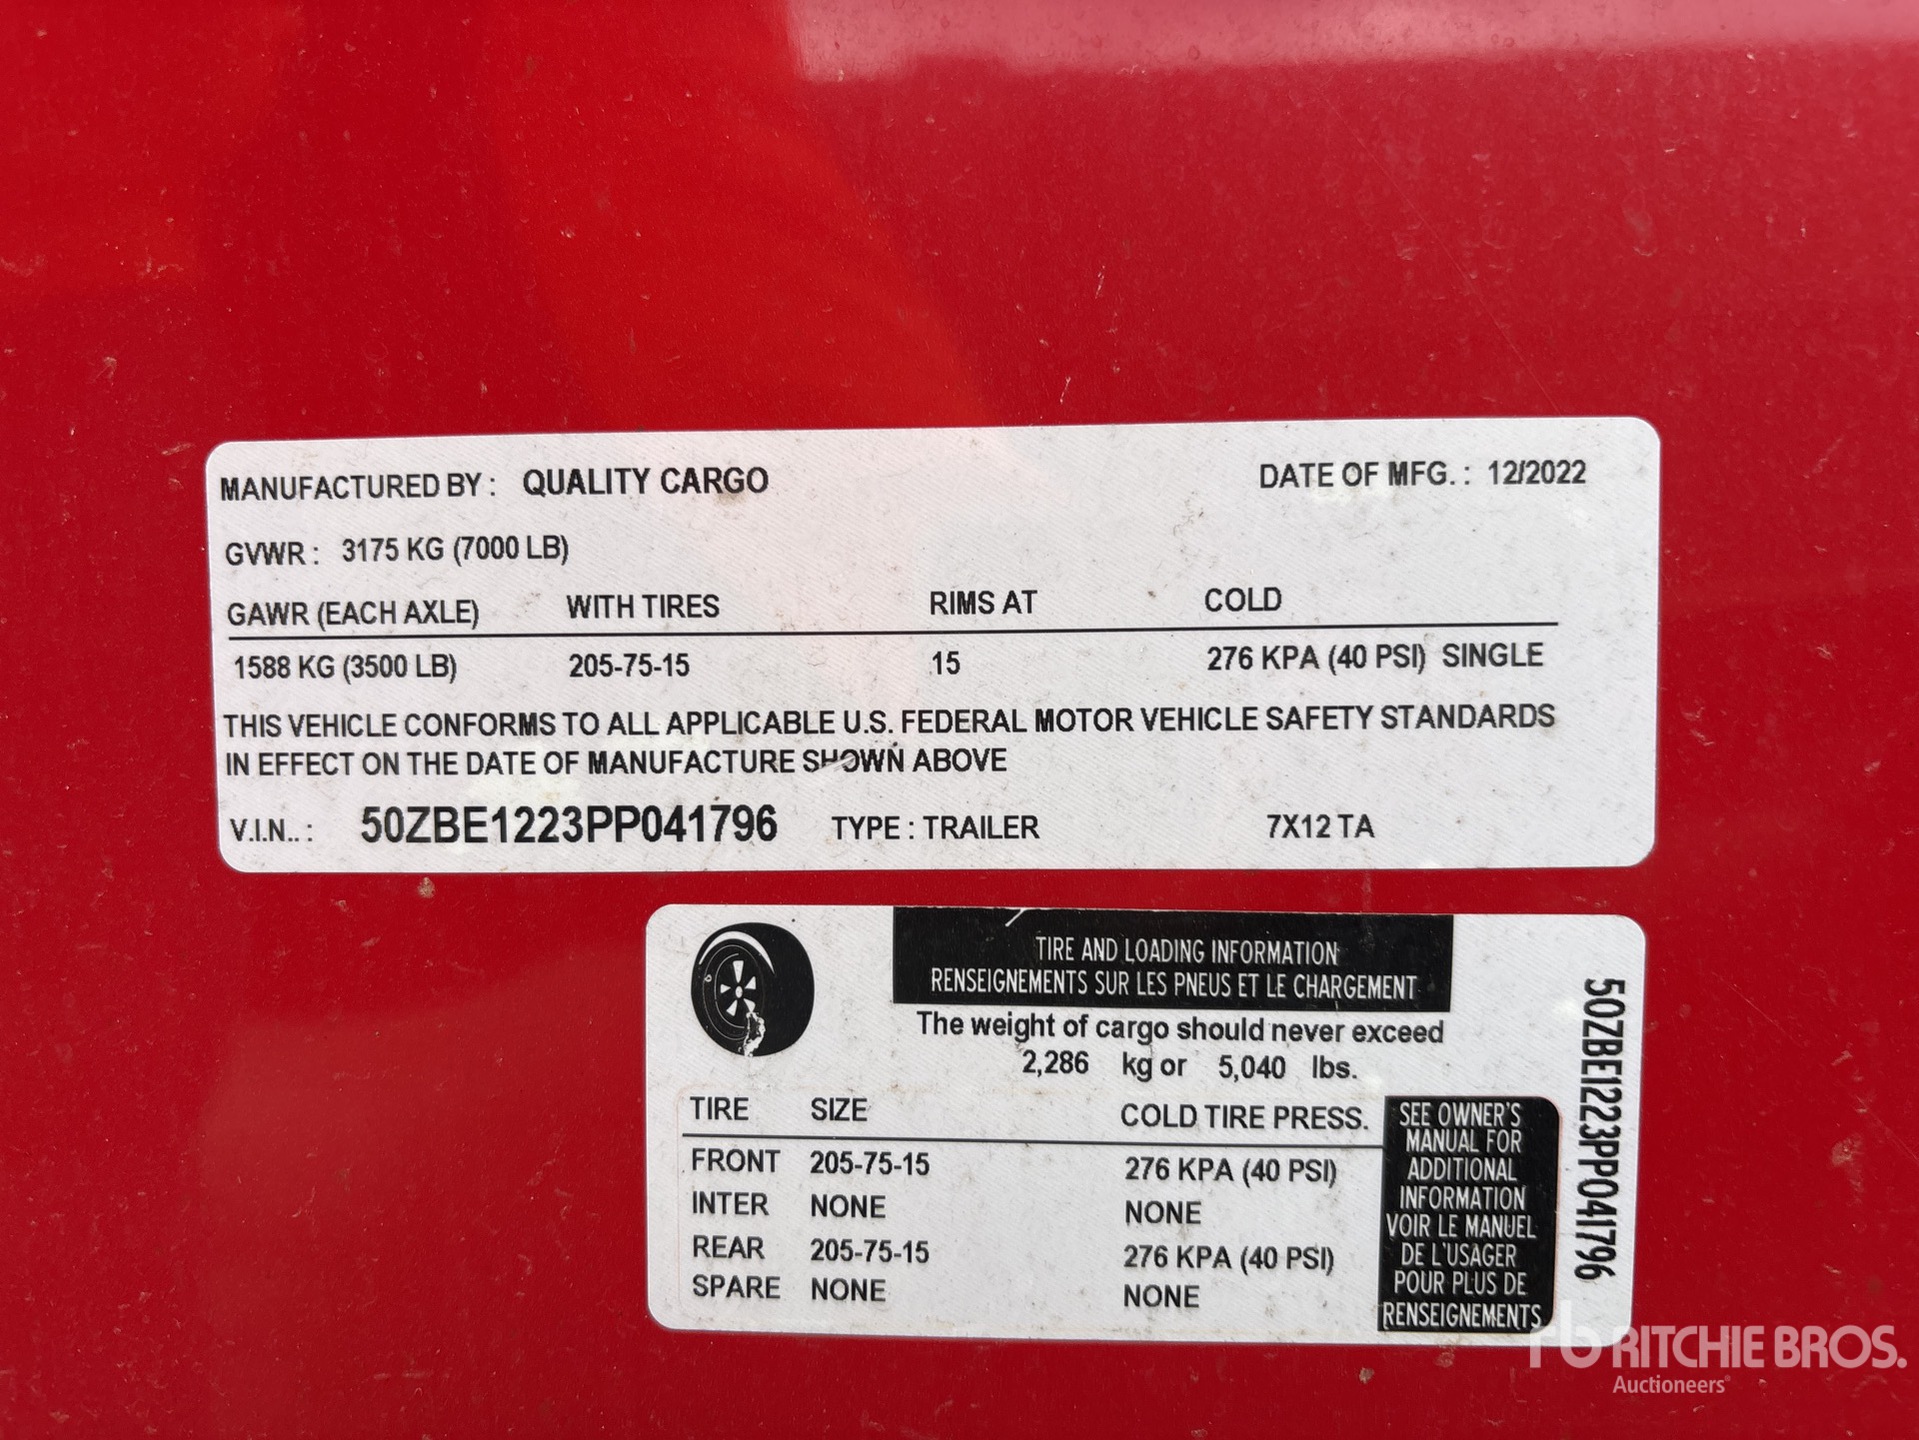 MANUFACTURED BY : QUALITY CARGO DATE OF MFG. : 12/2022
GVWR : 3175 KG (7000 LB)
GAWR (EACH AXLE) WITH TIRES RIMS AT COLD
1588 KG (3500 LB) 205-75-15 15 276 KPA (40 PSI) SINGLE
THIS VEHICLE CONFORMS TO ALL APPLICABLE U.S. FEDERAL MOTOR VEHICLE SAFETY STANDARDS
IN EFFECT ON THE DATE OF MANUFACTURE SHOWN ABOVE
V.I.N.. : 50ZBE1223PP041796 TYPE : TRAILER 7X12 TA
TIRE AND LOADING INFORMATION
RENSEIGNEMENTS SUR LES PNEUS ET LE CHARGEMENT
The weight of cargo should never exceed
2,286 kg or 5,040 lbs.
TIRE SIZE COLD TIRE PRESS.
FRONT 205-75-15 276 KPA (40 PSI)
INTER NONE NONE
REAR 205-75-15 276 KPA (40 PSI)
SPARE NONE NONE
SEE OWNER'S
MANUAL FOR
ADDITIONAL
INFORMATION
VOIR LE MANUEL
DE L'USAGER
POUR PLUS DE
RENSEIGNEMENTS
50ZBE1223PP041796
rb RITCHIE BROS.
Auctioneers